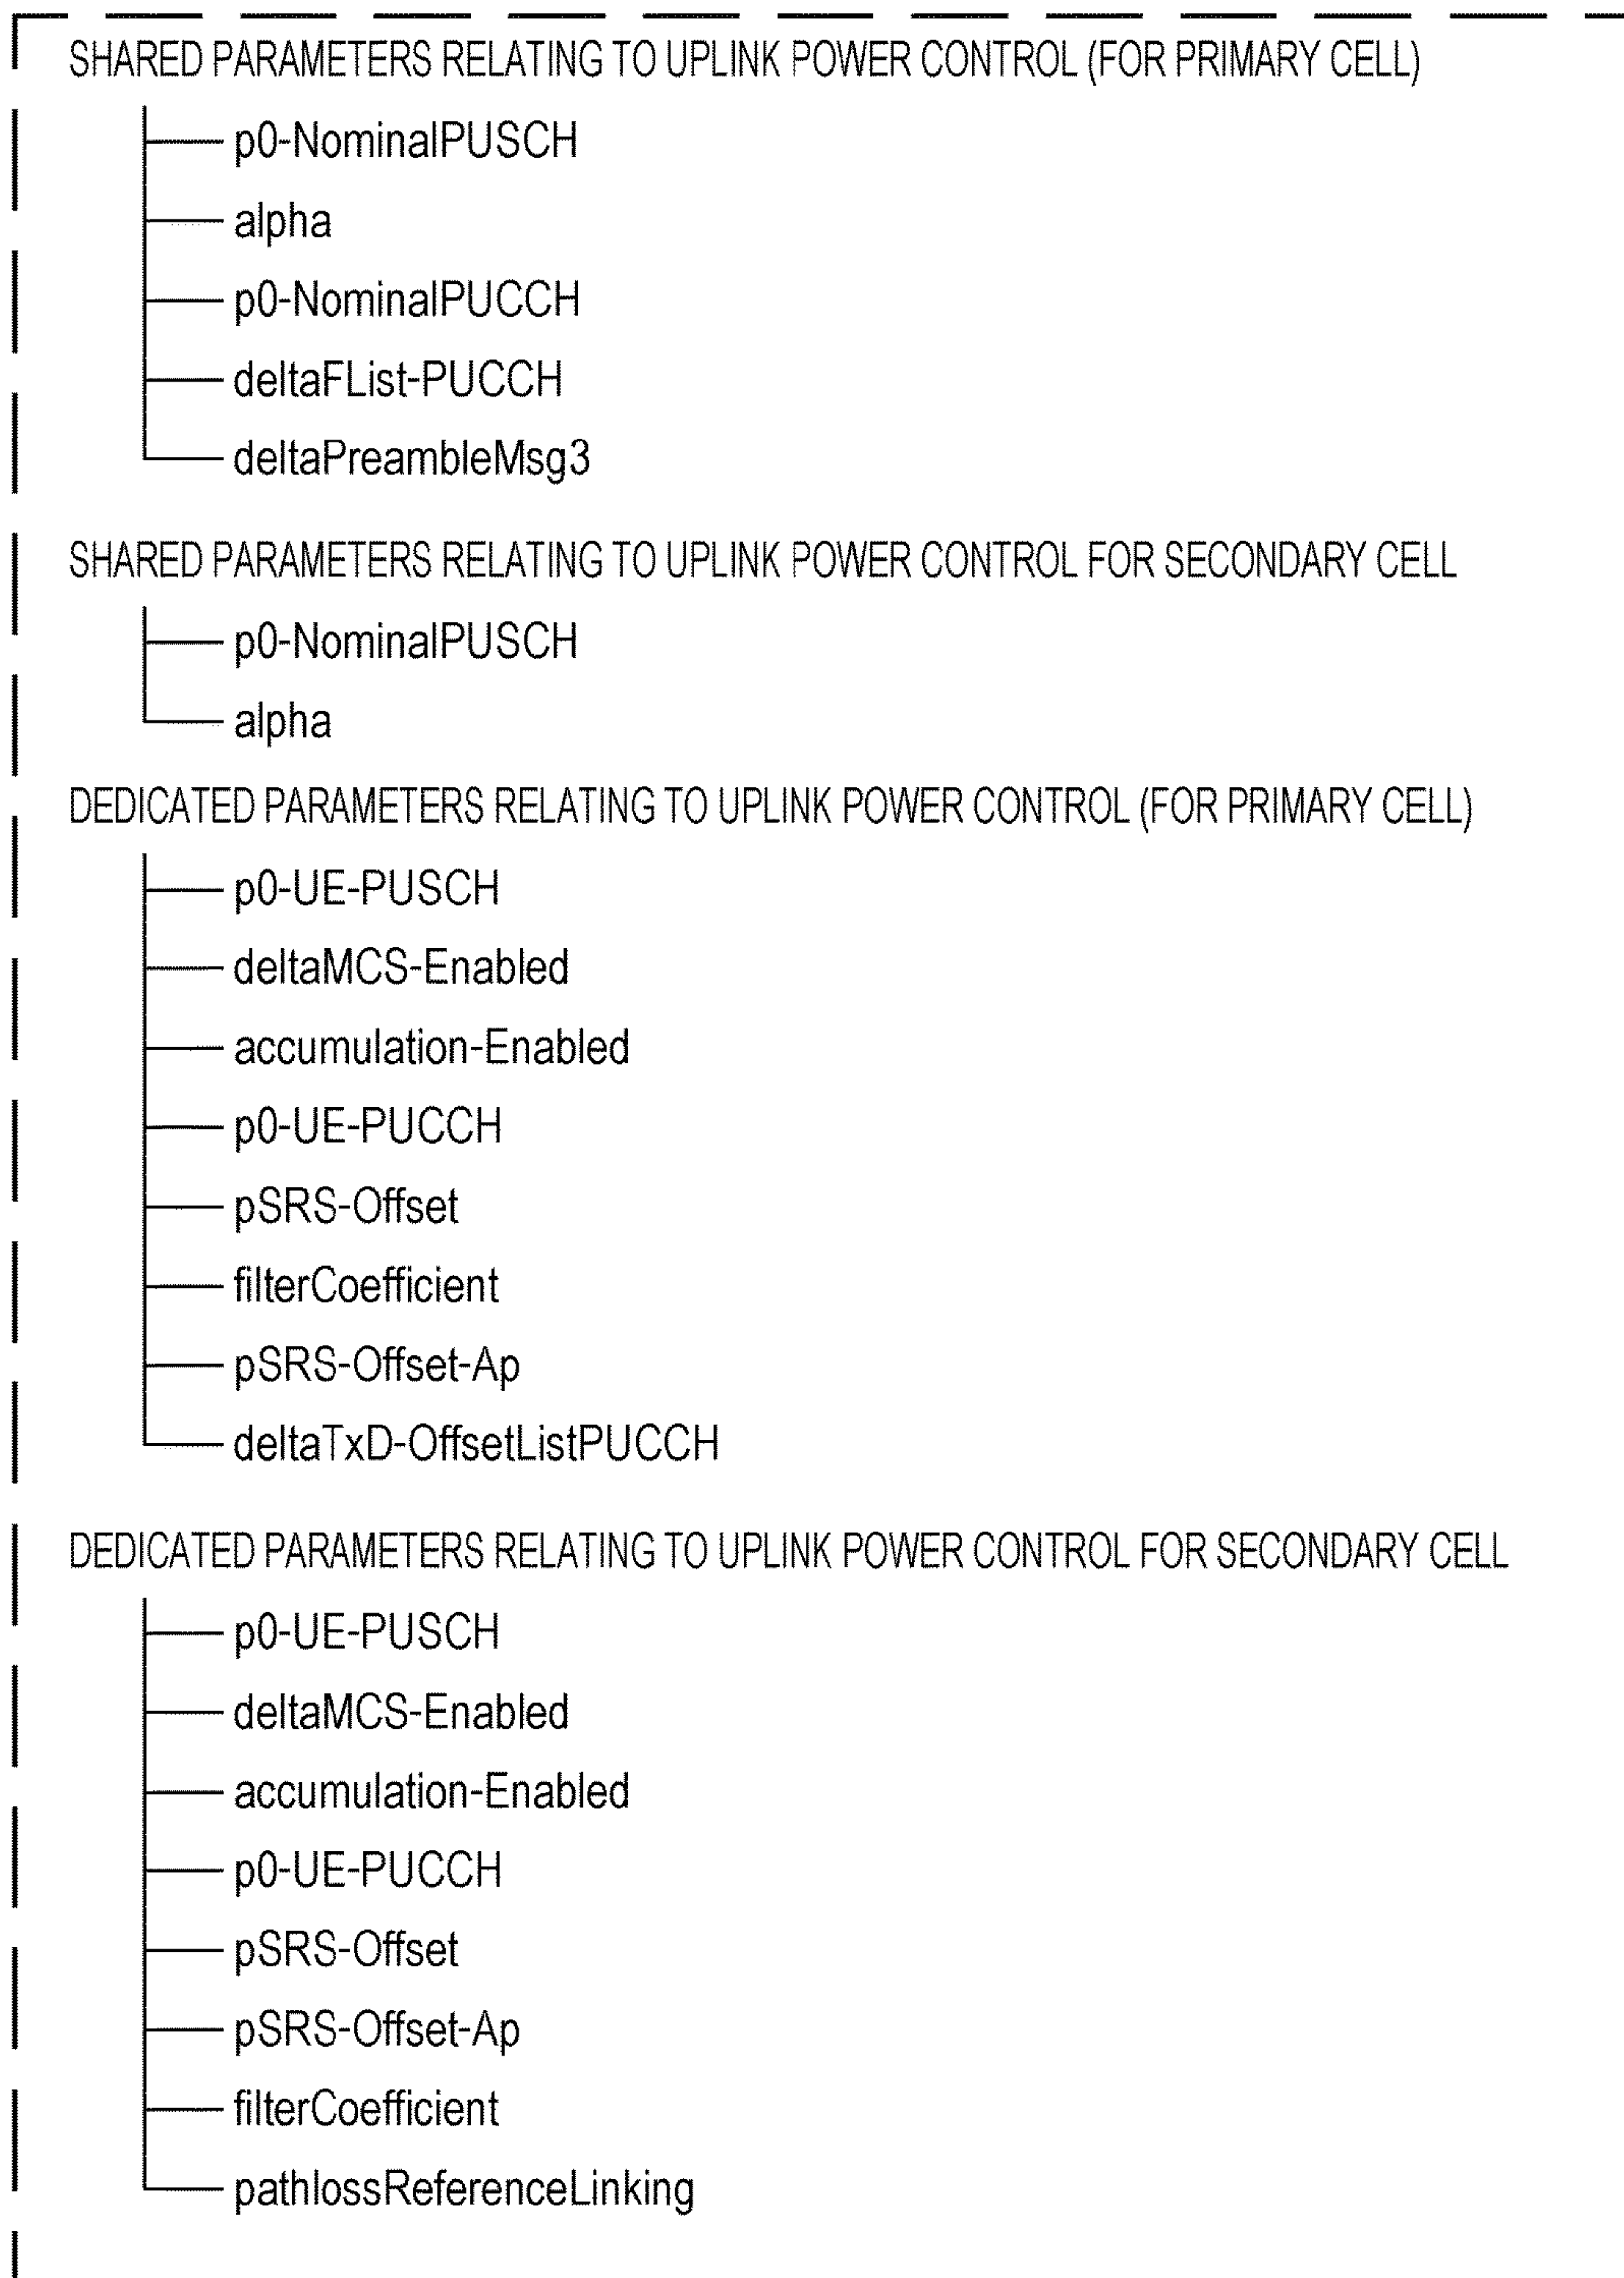 SHARED PARAMETERS RELATING TO UPLINK POWER CONTROL (FOR PRIMARY CELL)
p0-NominalPUSCH
alpha
p0-NominalPUCCH
deltaFList-PUCCH
deltaPreambleMsg3
SHARED PARAMETERS RELATING TO UPLINK POWER CONTROL FOR SECONDARY CELL
p0-NominalPUSCH
alpha
DEDICATED PARAMETERS RELATING TO UPLINK POWER CONTROL (FOR PRIMARY CELL)
p0-UE-PUSCH
deltaMCS-Enabled
accumulation-Enabled
p0-UE-PUCCH
pSRS-Offset
filterCoefficient
pSRS-Offset-Ap
deltaTxD-OffsetListPUCCH
DEDICATED PARAMETERS RELATING TO UPLINK POWER CONTROL FOR SECONDARY CELL
p0-UE-PUSCH
deltaMCS-Enabled
accumulation-Enabled
p0-UE-PUCCH
pSRS-Offset
pSRS-Offset-Ap
filterCoefficient
pathlossReferenceLinking